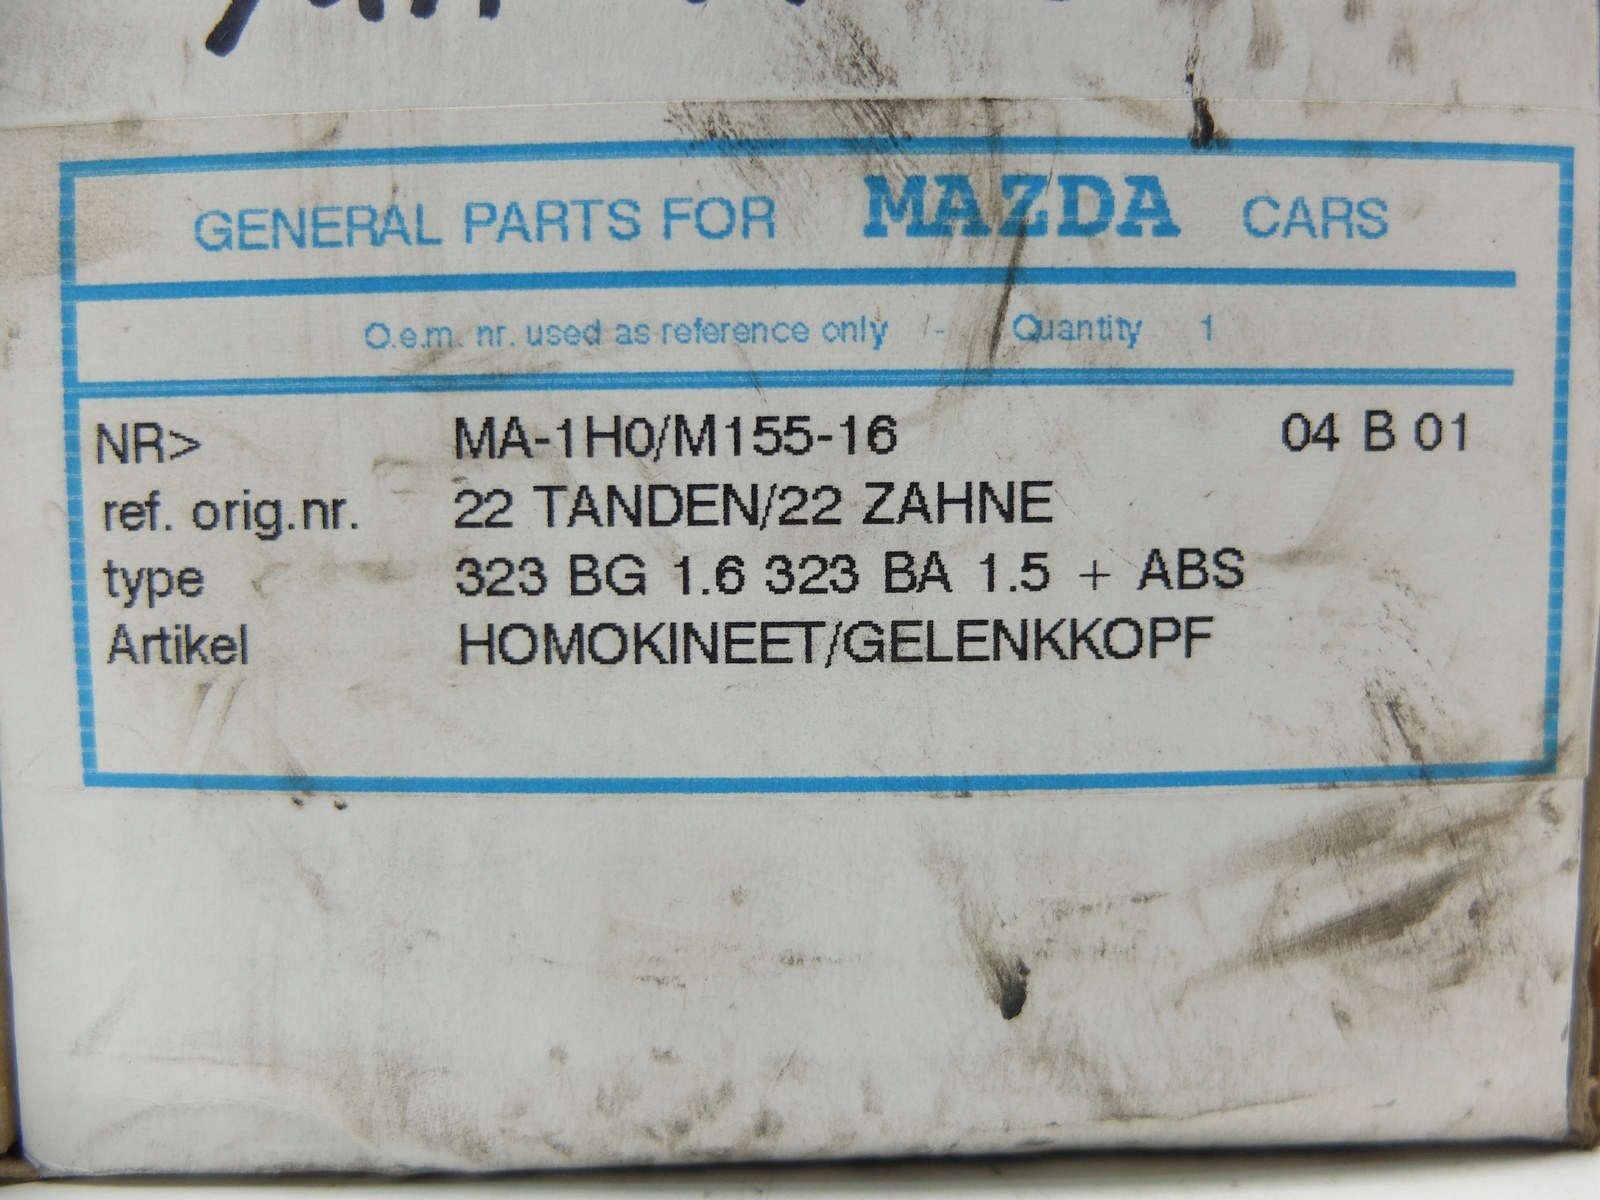 GENERAL PARTS FOR MAZDA CARS
O.e.m. nr. used as reference only - Quantity 1
NR> MA-1H0/M155-16 04 B 01
ref. orig.nr. 22 TANDEN/22 ZAHNE
type 323 BG 1.6 323 BA 1.5 + ABS
Artikel HOMOKINEET/GELENKKOPF